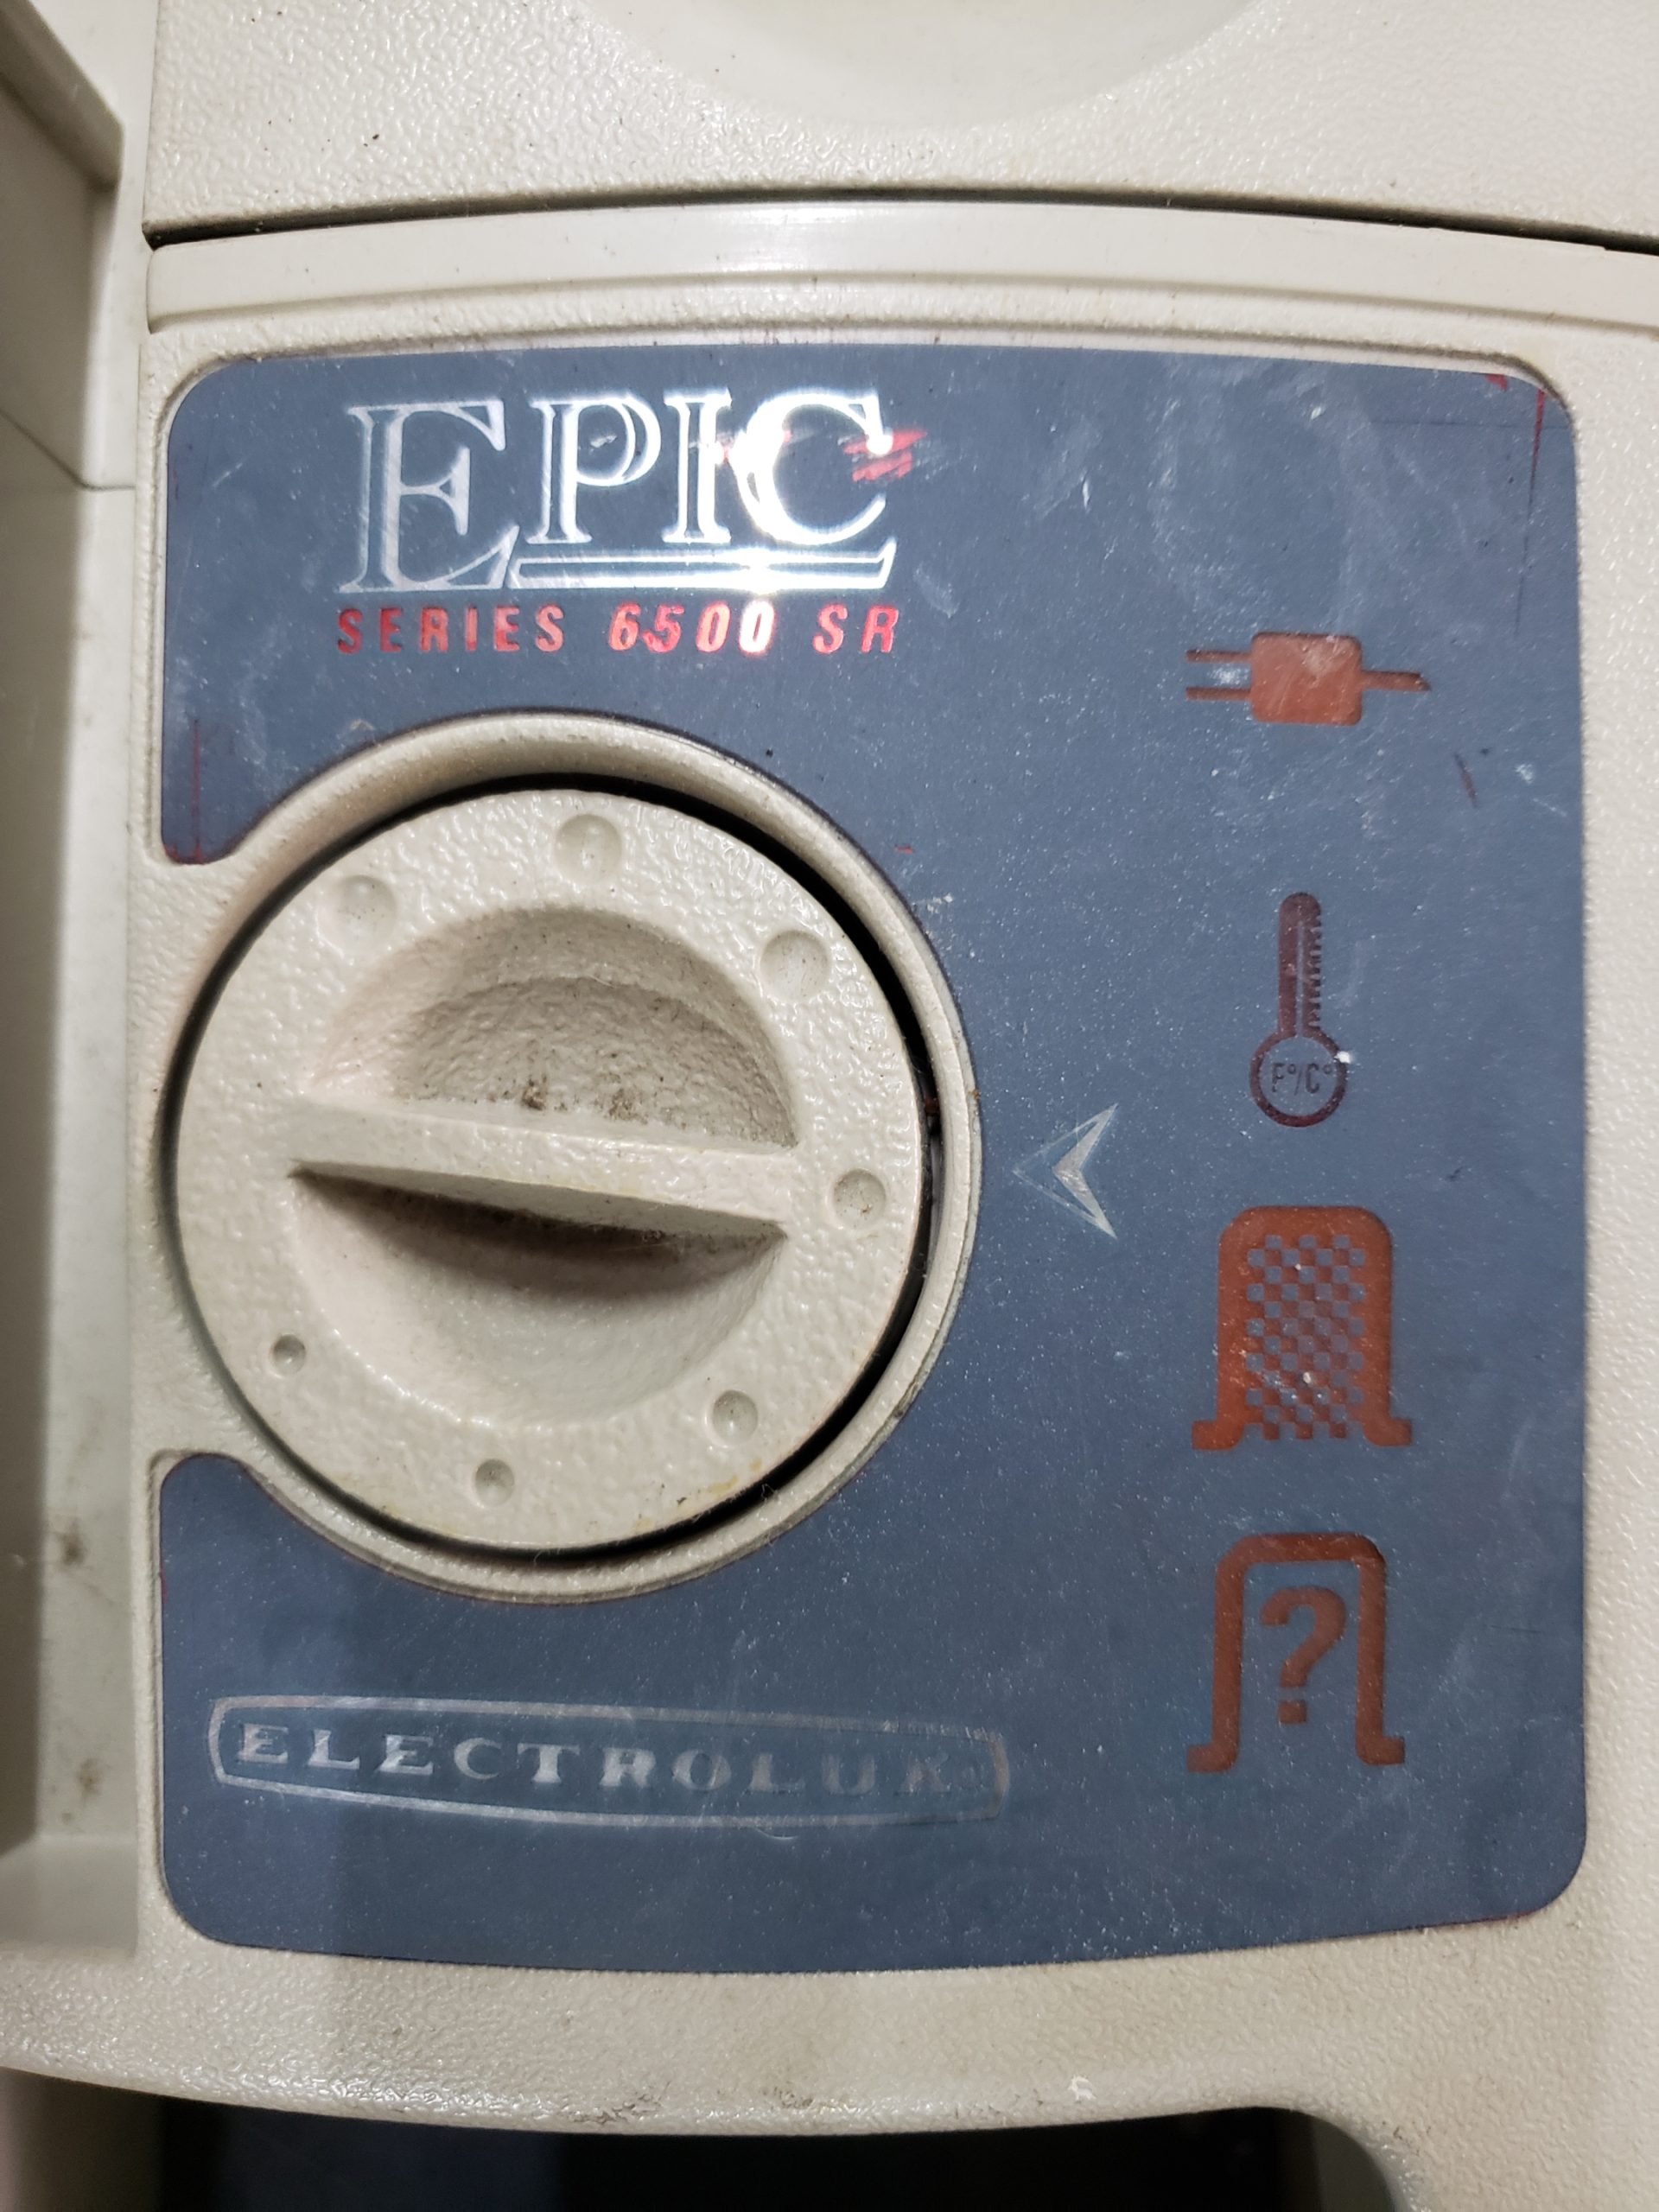 EPIC
SERIES 6500 SR
F°/C°
?
ELECTROLUX